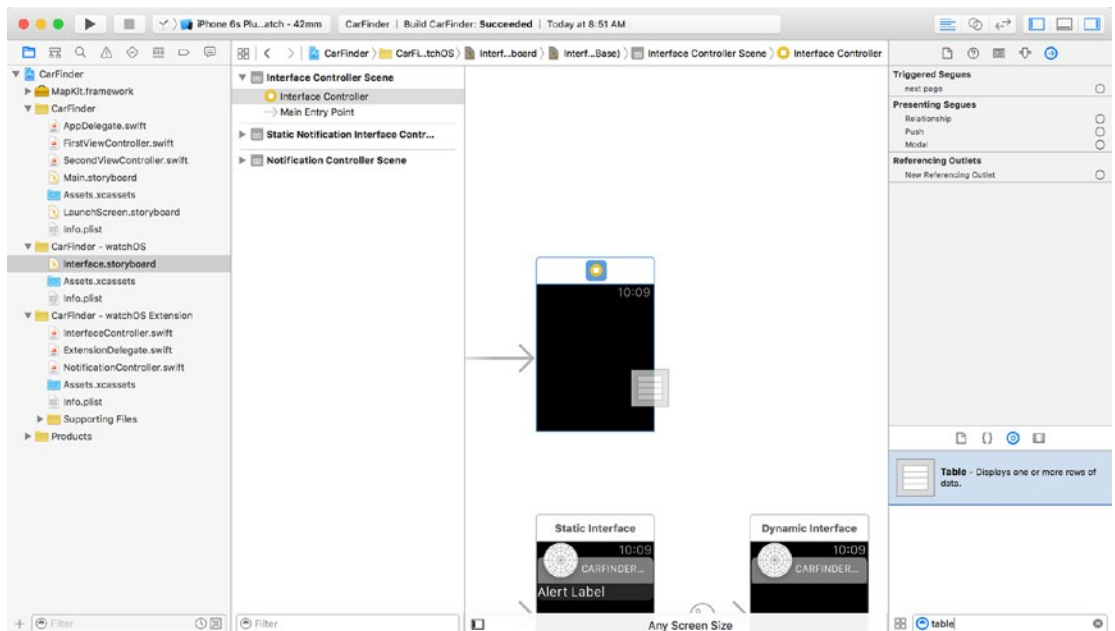 iPhone 6s Plu...atch - 42mm
CarFinder | Build CarFinder: Succeeded | Today at 8:51 AM
CarFinder
CarFi...tchOS
Interf...board
Interf...Base)
Interface Controller Scene
Interface Controller
CarFinder
MapKit.framework
CarFinder
AppDelegate.swift
FirstViewController.swift
SecondViewController.swift
Main.storyboard
Assets.xcassets
LaunchScreen.storyboard
Info.plist
CarFinder - watchOS
Interface.storyboard
Assets.xcassets
Info.plist
CarFinder - watchOS Extension
InterfaceController.swift
ExtensionDelegate.swift
NotificationController.swift
Assets.xcassets
Info.plist
Supporting Files
Products
Filter
Interface Controller Scene
Interface Controller
Main Entry Point
Static Notification Interface Contr...
Notification Controller Scene
Filter
10:09
Static Interface
10:09
CARFINDER...
Alert Label
Dynamic Interface
10:09
CARFINDER...
Any Screen Size
Triggered Segues
next page
Presenting Segues
Relationship
Push
Modal
Referencing Outlets
New Referencing Outlet
Table - Displays one or more rows of
data.
table